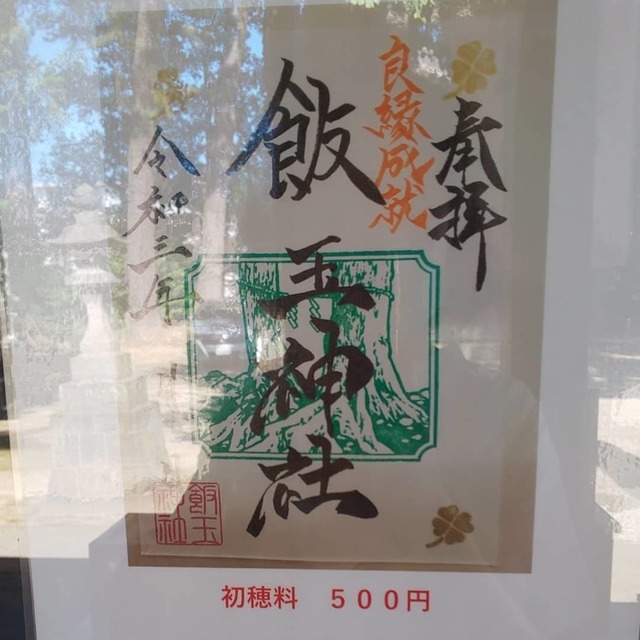 奉拝
良縁成就
飯玉神社
令和三年
飯玉
神社
初穂料　５００円